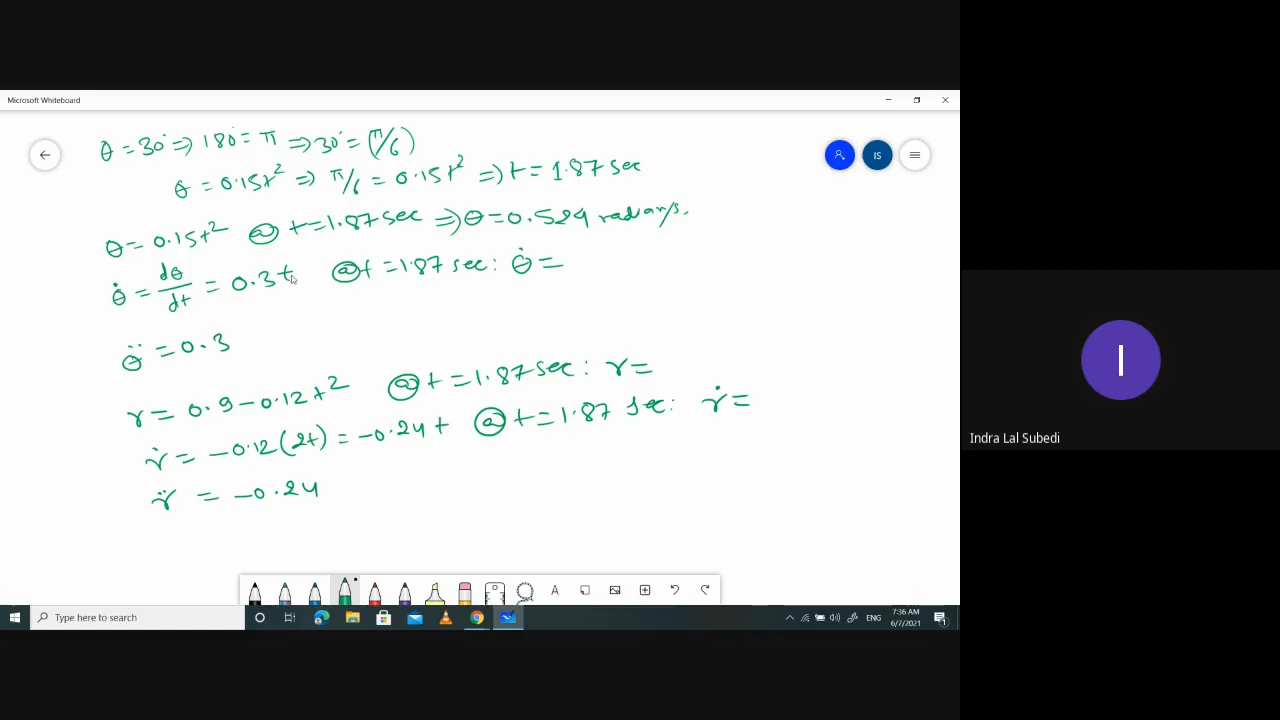 Microsoft Whiteboard
θ = 30° ⇒ 180° = π ⇒ 30° = (π/6)
θ = 0.15t² ⇒ π/6 = 0.15t² ⇒ t = 1.87 sec
θ = 0.15t² @ t = 1.87 sec ⇒ θ = 0.524 radian/s.
θ̇ = dθ/dt = 0.3t @ t = 1.87 sec: θ̇ =
θ̈ = 0.3
r = 0.9 - 0.12t² @ t = 1.87 sec: r =
ṙ = -0.12(2t) = -0.24t @ t = 1.87 sec: ṙ =
r̈ = -0.24
IS
I
Indra Lal Subedi
A
Type here to search
ENG
7:36 AM
6/7/2021
1